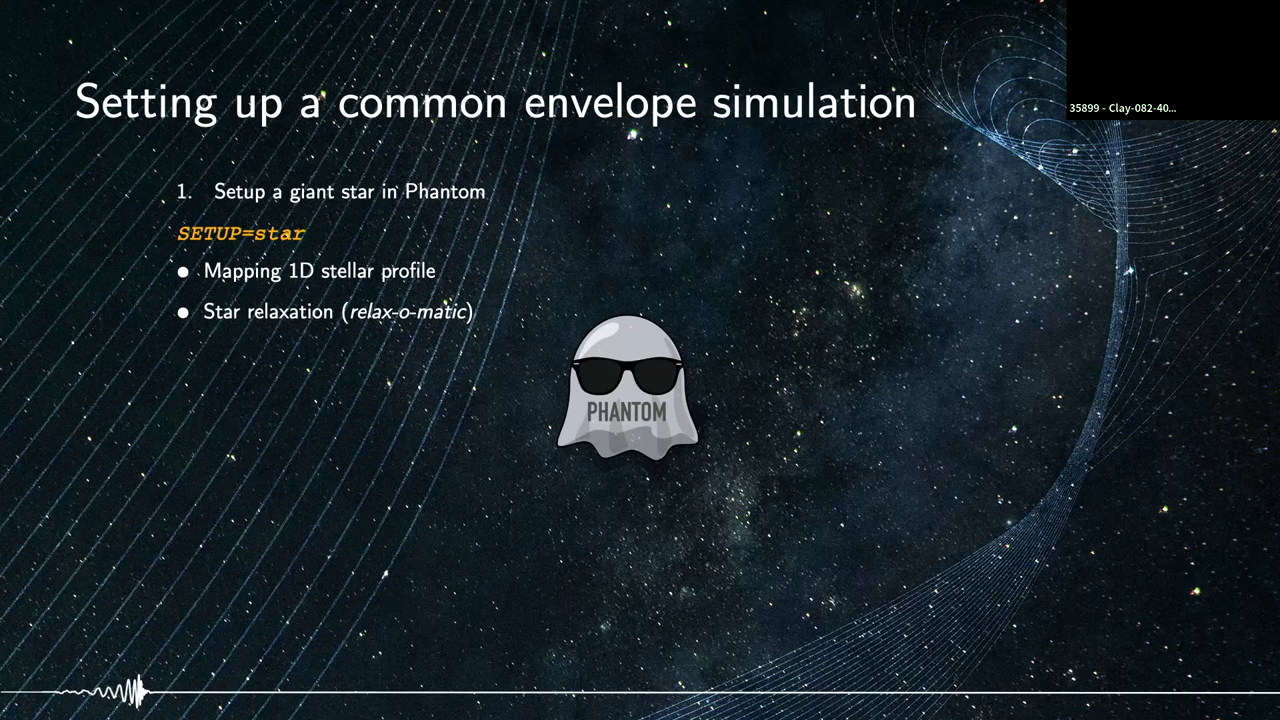 Setting up a common envelope simulation
35899 - Clay-082-40...
1. Setup a giant star in Phantom
SETUP=star
● Mapping 1D stellar profile
● Star relaxation (relax-o-matic)
PHANTOM